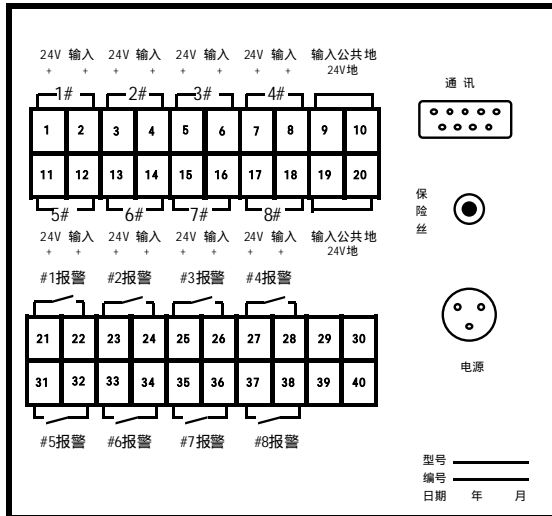 24V 输入 24V 输入 24V 输入 24V 输入 输入公共地
+ + + + + + + + 24V地
1# 2# 3# 4#
1 2 3 4 5 6 7 8 9 10
11 12 13 14 15 16 17 18 19 20
5# 6# 7# 8#
24V 输入 24V 输入 24V 输入 24V 输入 输入公共地
+ + + + + + + + 24V地
#1报警 #2报警 #3报警 #4报警
21 22 23 24 25 26 27 28 29 30
31 32 33 34 35 36 37 38 39 40
#5报警 #6报警 #7报警 #8报警
通 讯
保
险
丝
电源
型号
编号
日期 年 月